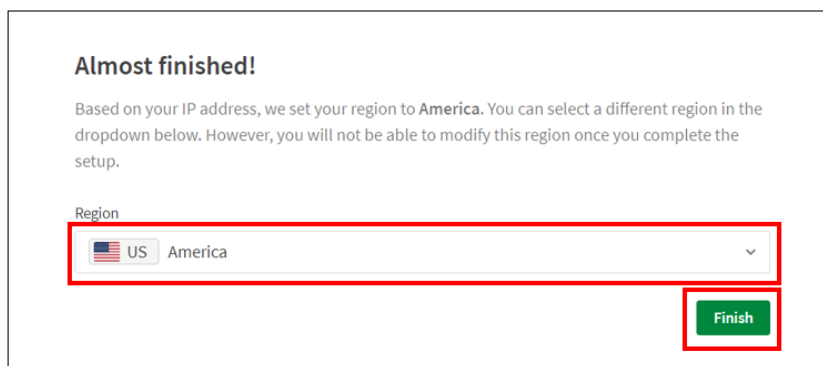 Almost finished!
Based on your IP address, we set your region to America. You can select a different region in the
dropdown below. However, you will not be able to modify this region once you complete the
setup.
Region
US America
Finish